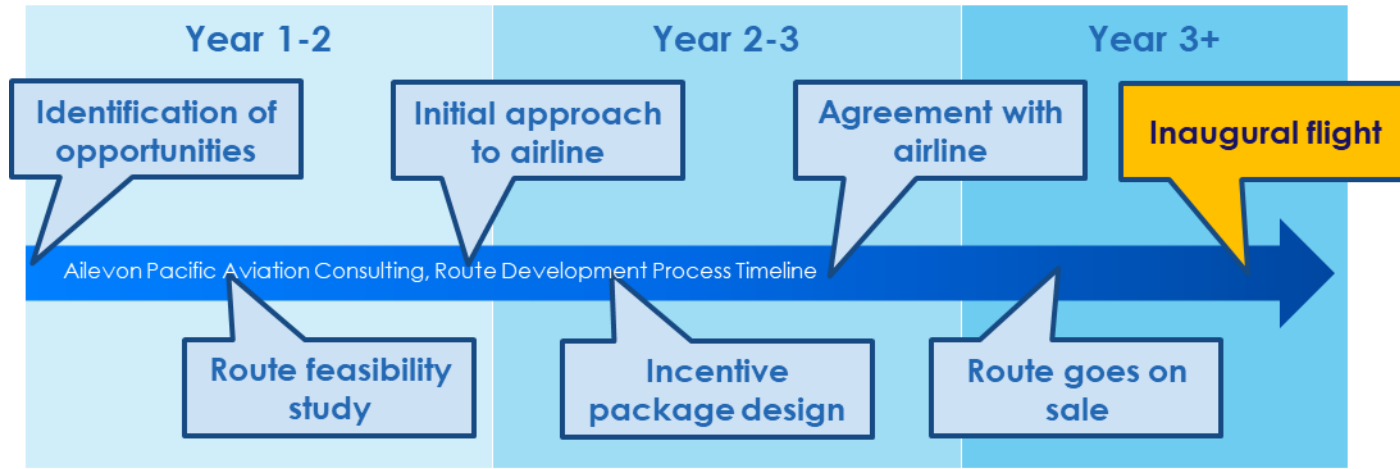 Year 1-2
Year 2-3
Year 3+
Identification of
opportunities
Initial approach
to airline
Agreement with
airline
Inaugural flight
Ailevon Pacific Aviation Consulting, Route Development Process Timeline
Route feasibility
study
Incentive
package design
Route goes on
sale